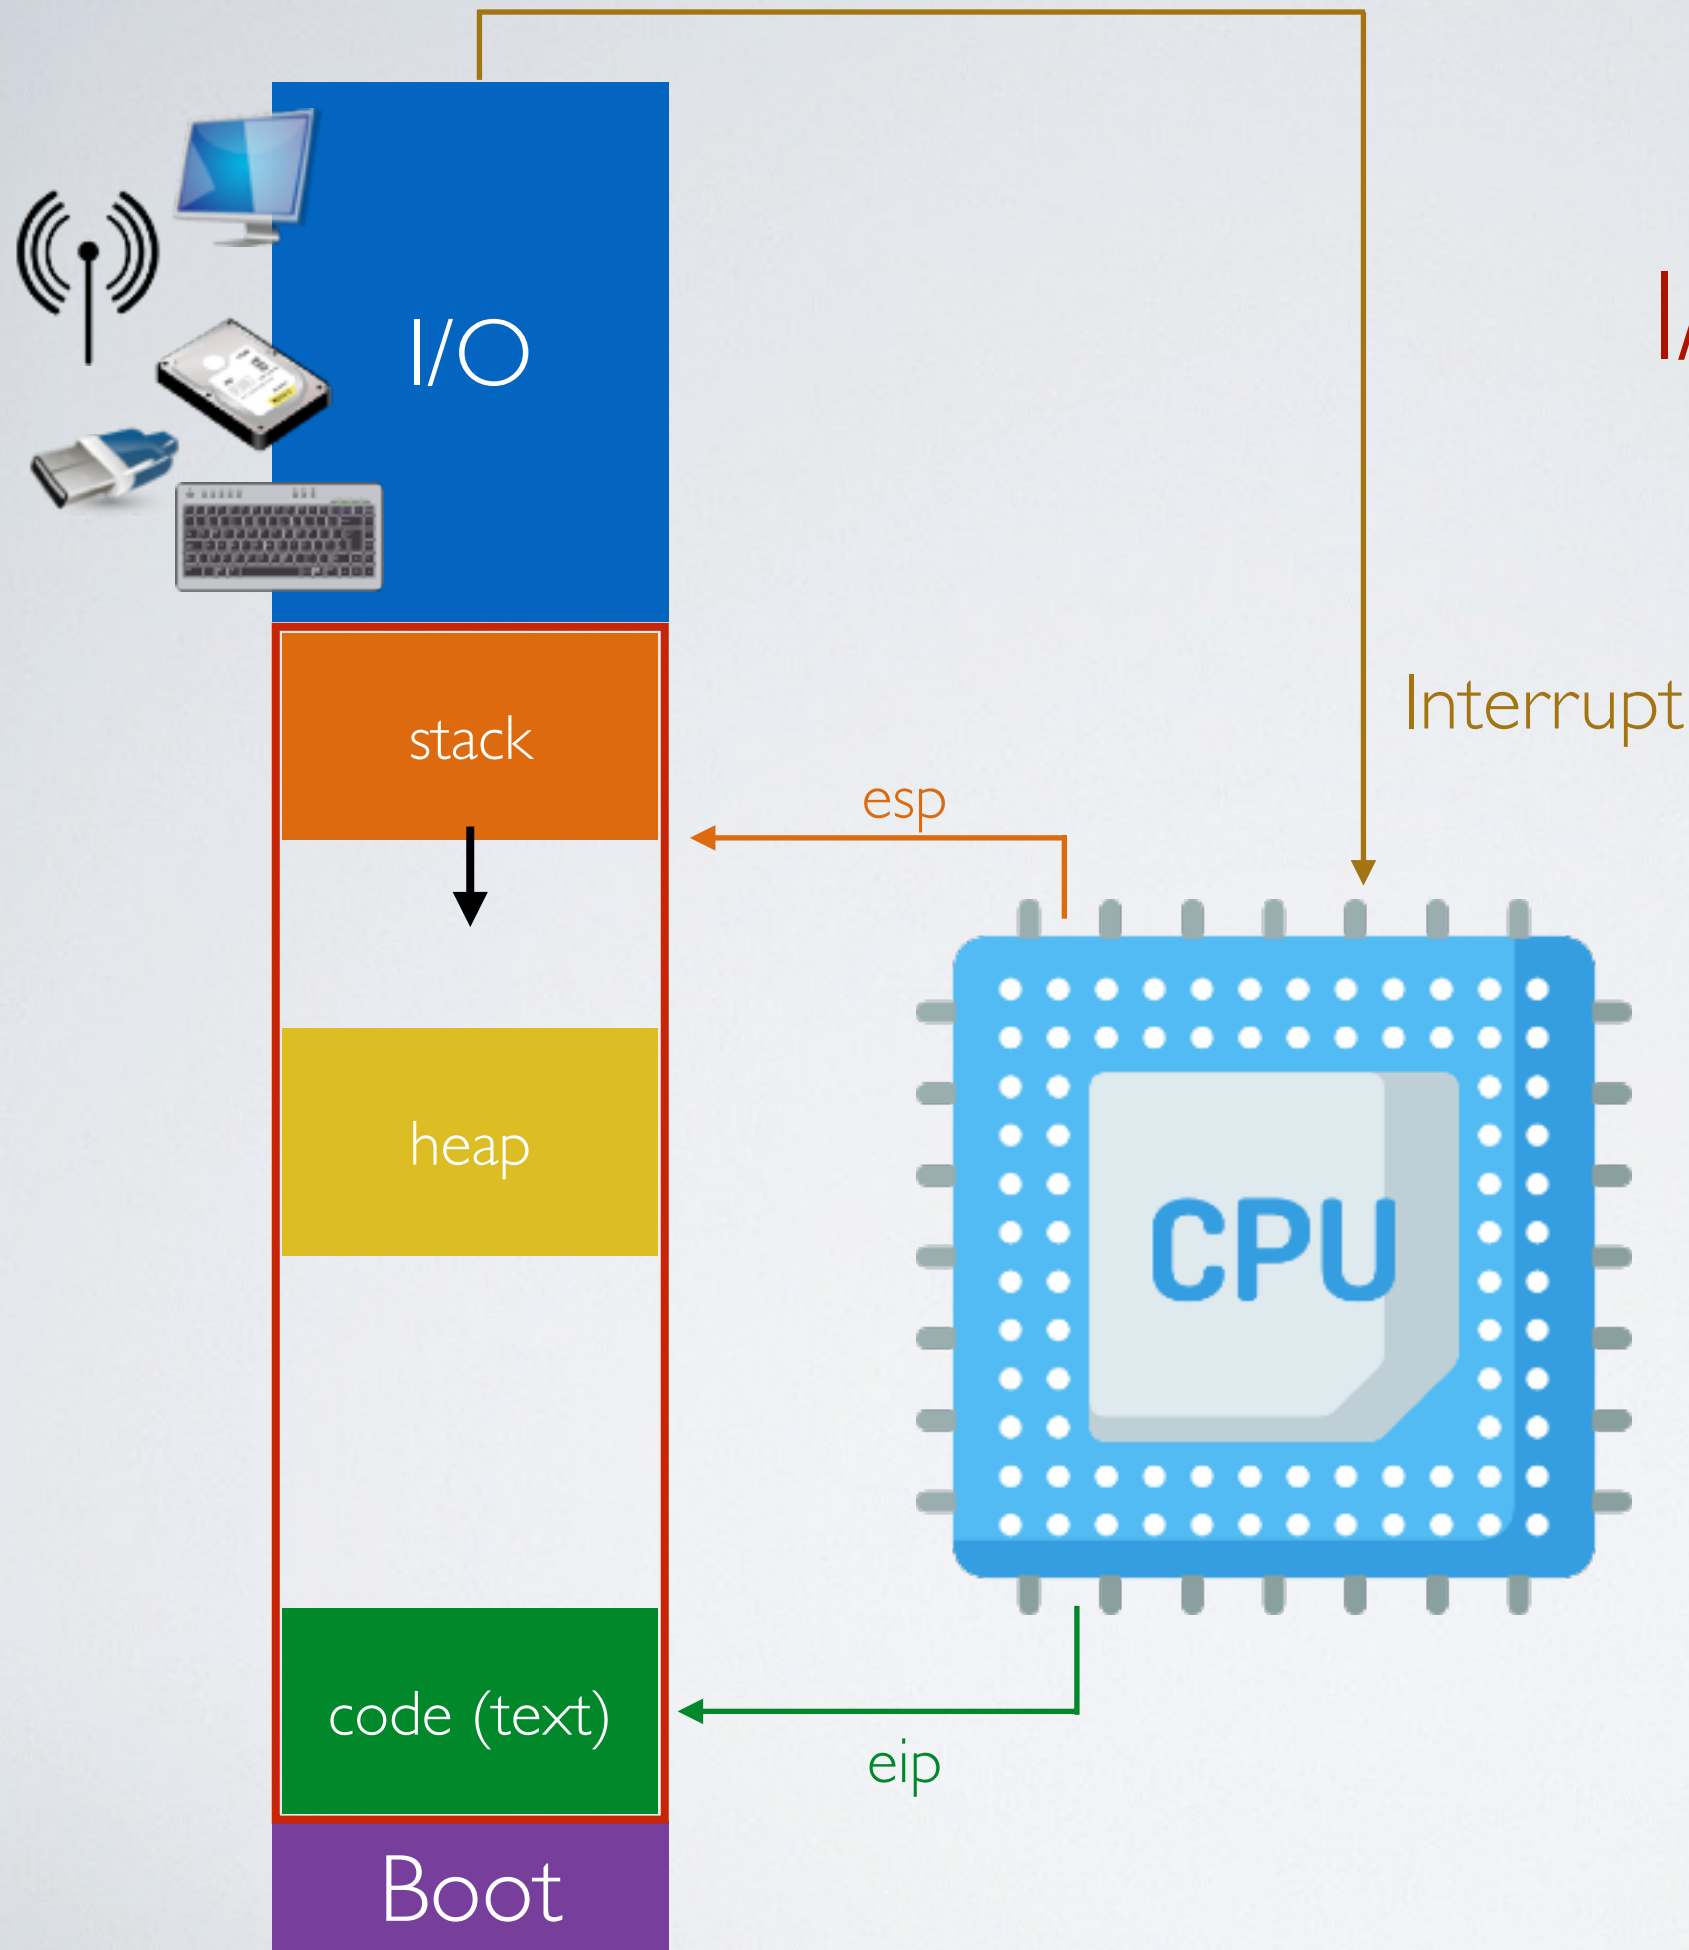 I/O
I/
stack
Interrupt
esp
heap
CPU
code (text)
eip
Boot